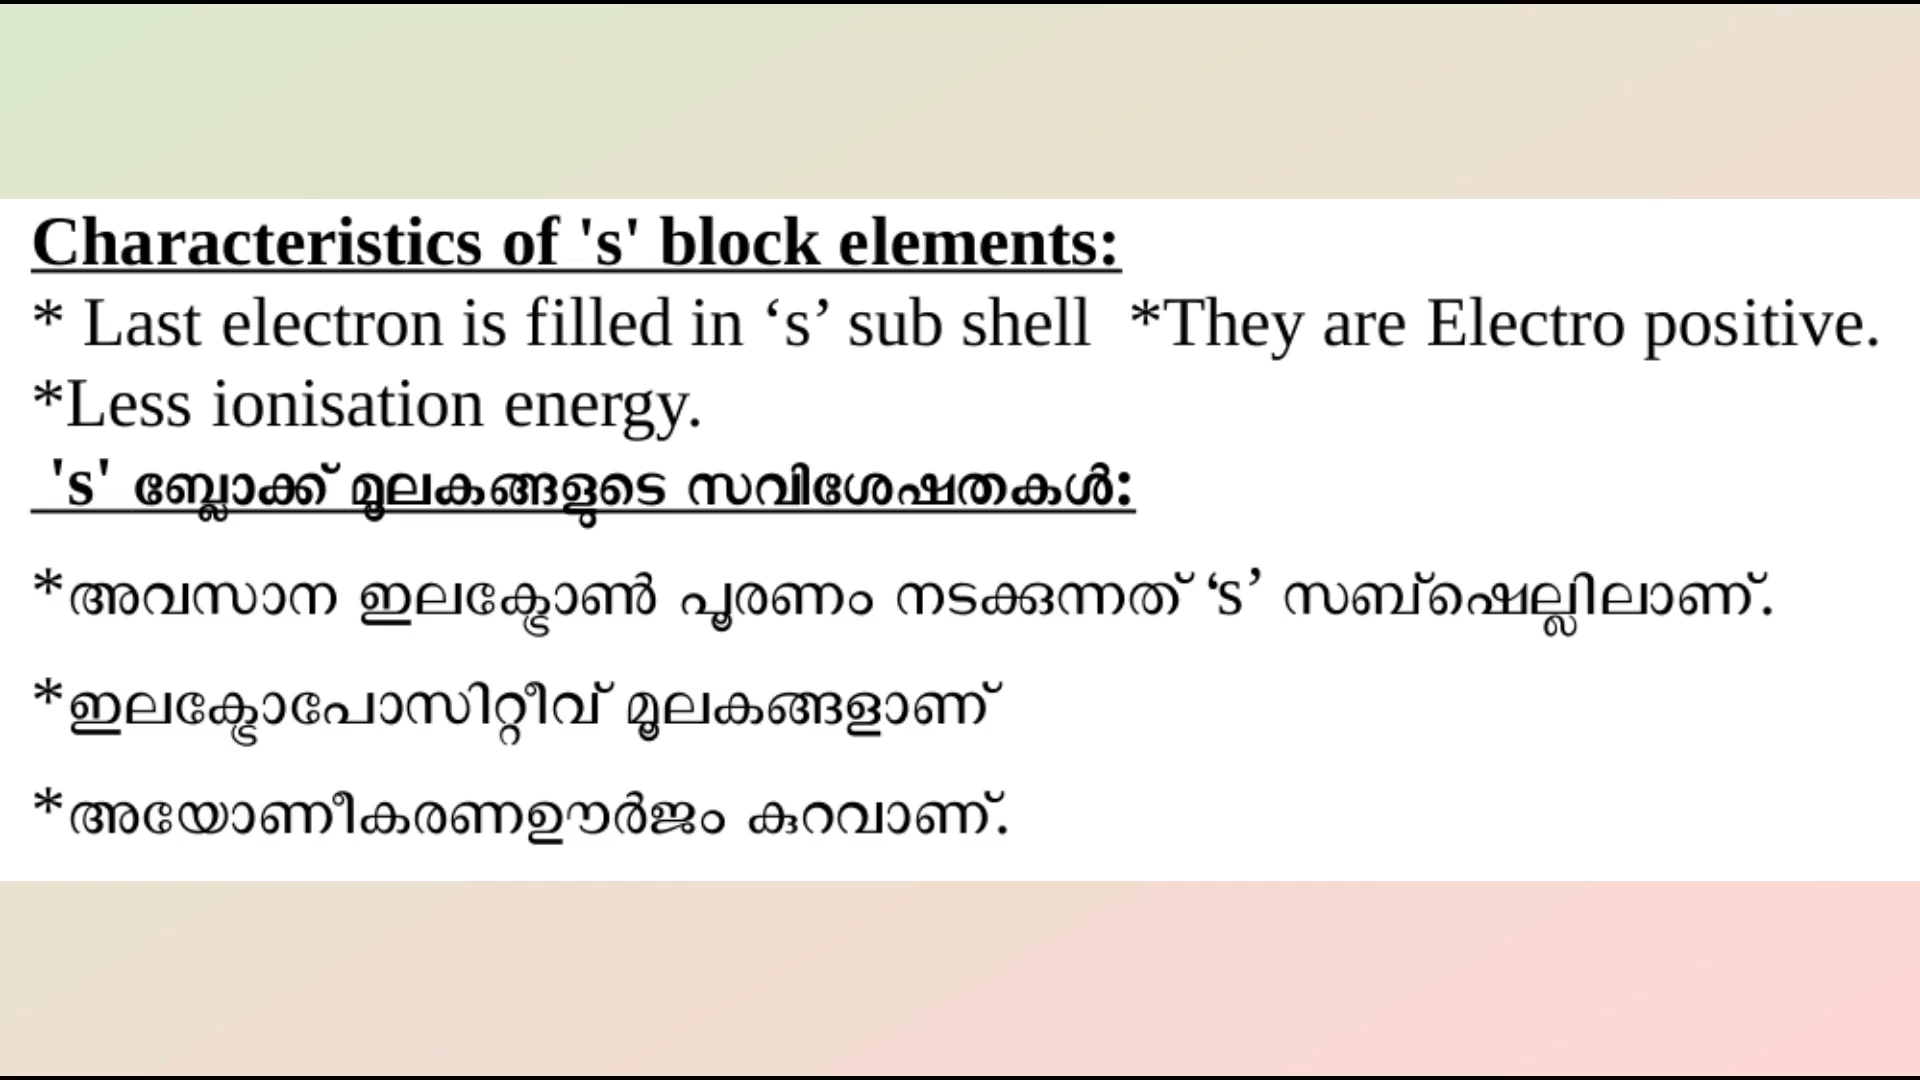 Characteristics of 's' block elements:
* Last electron is filled in ‘s’ sub shell  *They are Electro positive.
*Less ionisation energy.
's' ബ്ലോക്ക് മൂലകങ്ങളുടെ സവിശേഷതകൾ:
*അവസാന ഇലക്ട്രോൺ പൂരണം നടക്കുന്നത് ‘s’ സബ്ഷെല്ലിലാണ്.
*ഇലക്ട്രോപോസിറ്റീവ് മൂലകങ്ങളാണ്
*അയോണീകരണഊർജം കുറവാണ്.